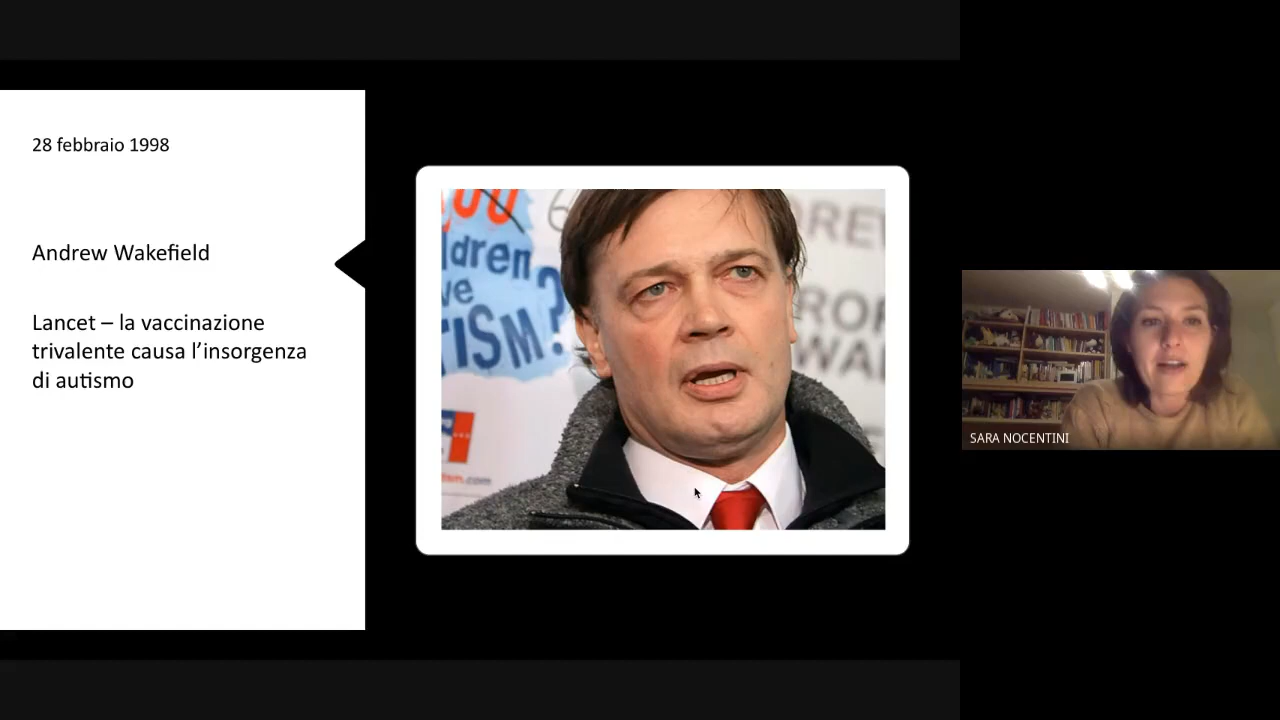 28 febbraio 1998
Andrew Wakefield
Lancet – la vaccinazione
trivalente causa l'insorgenza
di autismo
SARA NOCENTINI